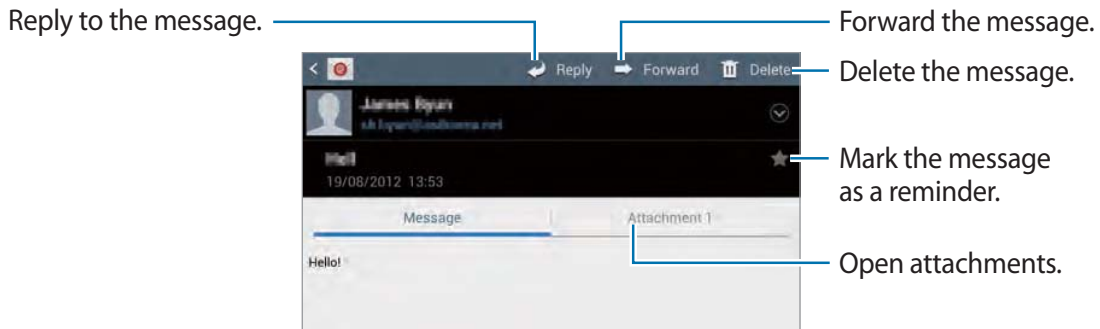 Reply to the message.
Forward the message.
Reply
Forward
Delete
Delete the message.
Mark the message
as a reminder.
19/08/2012 13:53
Message
Attachment 1
Open attachments.
Hello!